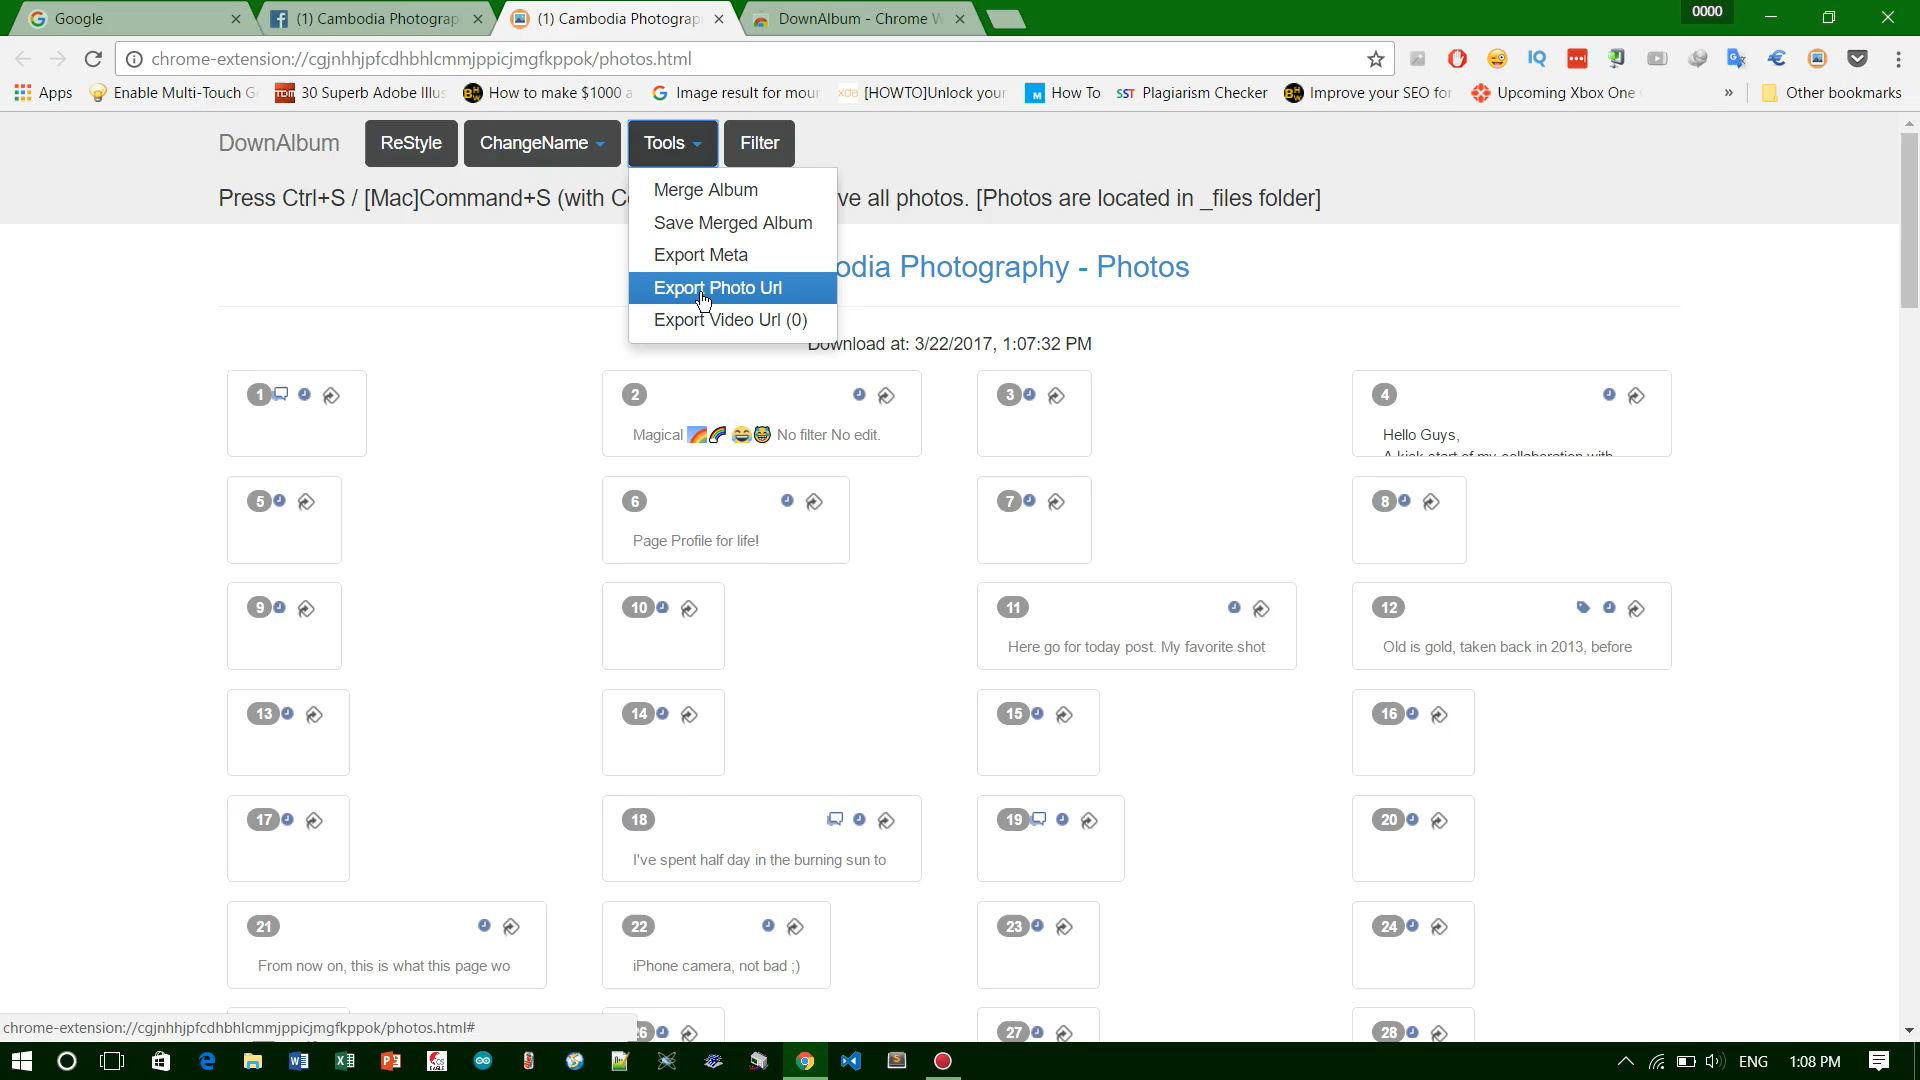 Google
(1) Cambodia Photograp
(1) Cambodia Photograp
DownAlbum - Chrome W
0000
chrome-extension://cgjnhhjpfcdhbhlcmmjppicjmgfkppok/photos.html
Apps
Enable Multi-Touch G
30 Superb Adobe Illus
How to make $1000 a
Image result for mour
[HOWTO]Unlock your
How To
SST Plagiarism Checker
Improve your SEO for
Upcoming Xbox One
»
Other bookmarks
DownAlbum
ReStyle
ChangeName
Tools
Filter
Merge Album
Save Merged Album
Export Meta
Export Photo Url
Export Video Url (0)
Press Ctrl+S / [Mac]Command+S (with C ve all photos. [Photos are located in _files folder]
odia Photography - Photos
Download at: 3/22/2017, 1:07:32 PM
1
2
Magical 🌈 😂😹 No filter No edit.
3
4
Hello Guys,
A kick start of my collaboration with
5
6
Page Profile for life!
7
8
9
10
11
Here go for today post. My favorite shot
12
Old is gold, taken back in 2013, before
13
14
15
16
17
18
I've spent half day in the burning sun to
19
20
21
From now on, this is what this page wo
22
iPhone camera, not bad ;)
23
24
26
27
28
chrome-extension://cgjnhhjpfcdhbhlcmmjppicjmgfkppok/photos.html#
ENG
1:08 PM